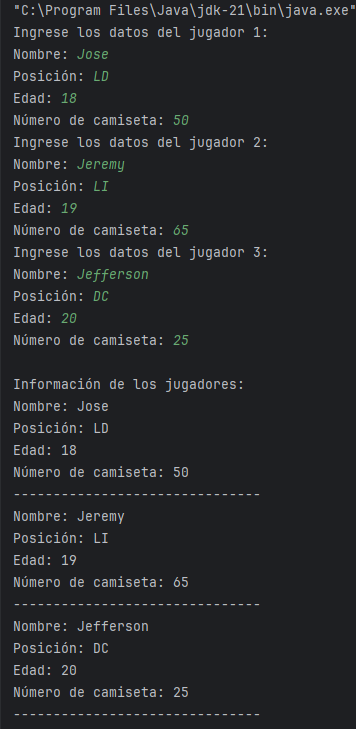 "C:\Program Files\Java\jdk-21\bin\java.exe"
Ingrese los datos del jugador 1:
Nombre: Jose
Posición: LD
Edad: 18
Número de camiseta: 50
Ingrese los datos del jugador 2:
Nombre: Jeremy
Posición: LI
Edad: 19
Número de camiseta: 65
Ingrese los datos del jugador 3:
Nombre: Jefferson
Posición: DC
Edad: 20
Número de camiseta: 25

Información de los jugadores:
Nombre: Jose
Posición: LD
Edad: 18
Número de camiseta: 50
-------------------------------
Nombre: Jeremy
Posición: LI
Edad: 19
Número de camiseta: 65
-------------------------------
Nombre: Jefferson
Posición: DC
Edad: 20
Número de camiseta: 25
-------------------------------